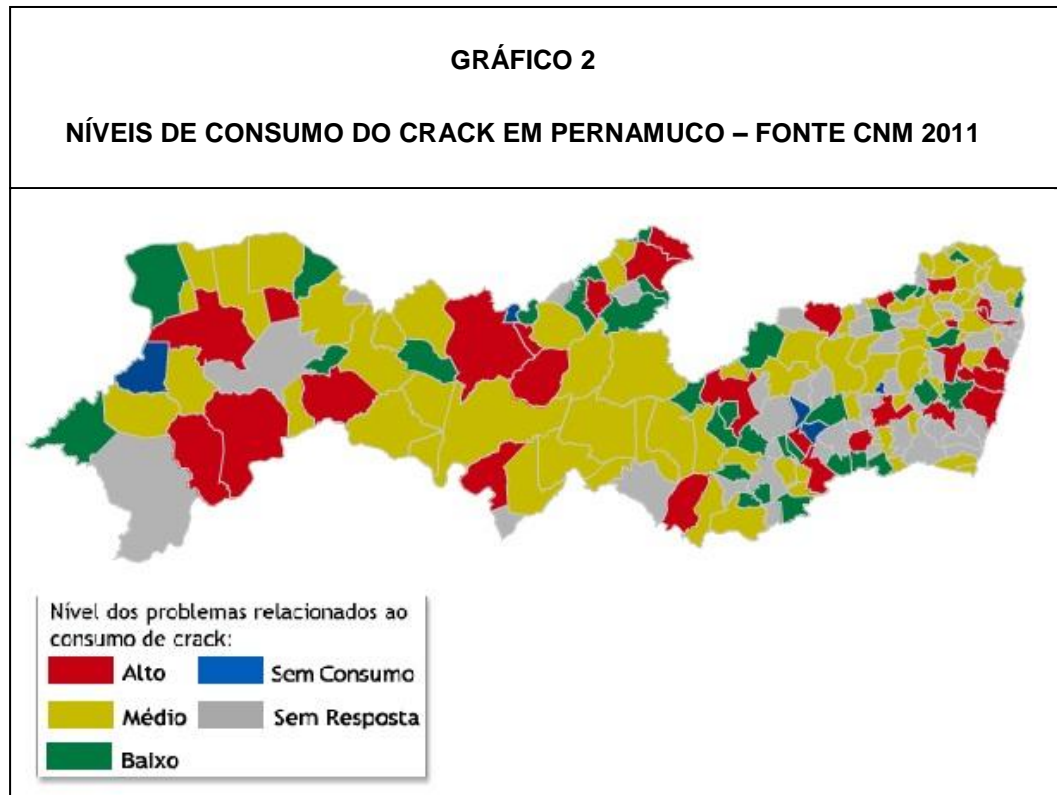 GRÁFICO 2
NÍVEIS DE CONSUMO DO CRACK EM PERNAMUCO – FONTE CNM 2011
Nível dos problemas relacionados ao
consumo de crack:
Alto Sem Consumo
Médio Sem Resposta
Baixo